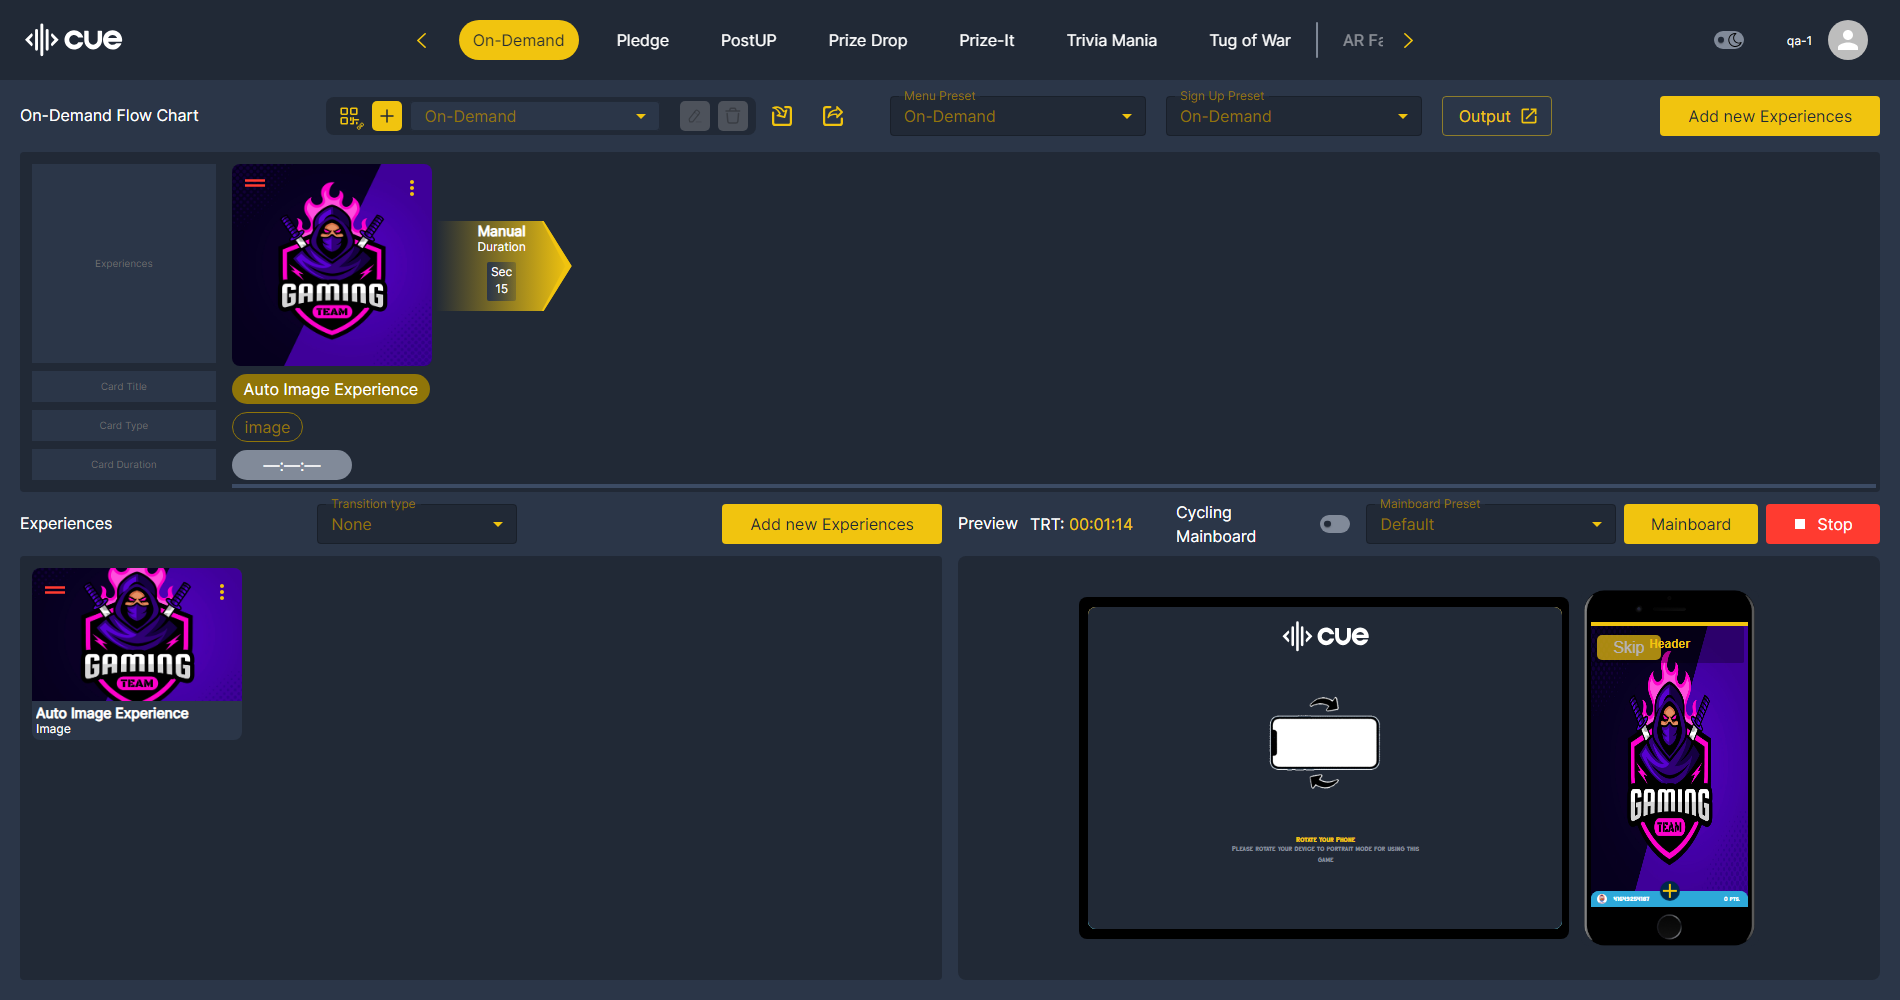 cue
On-Demand
Pledge
PostUP
Prize Drop
Prize-It
Trivia Mania
Tug of War
AR Fa
qa-1
On-Demand Flow Chart
On-Demand
Menu Preset
On-Demand
Sign Up Preset
On-Demand
Output
Add new Experiences
Experiences
GAMING
TEAM
Manual
Duration
Sec
15
Card Title
Auto Image Experience
Card Type
image
Card Duration
—:—:—
Experiences
Transition type
None
Add new Experiences
GAMING
TEAM
Auto Image Experience
Image
Preview
TRT: 00:01:14
Cycling
Mainboard
Mainboard Preset
Default
Mainboard
Stop
cue
Rotate Your Phone
Please rotate your device to portrait mode for using this
game
Skip
Header
GAMING
TEAM
0 PTS.